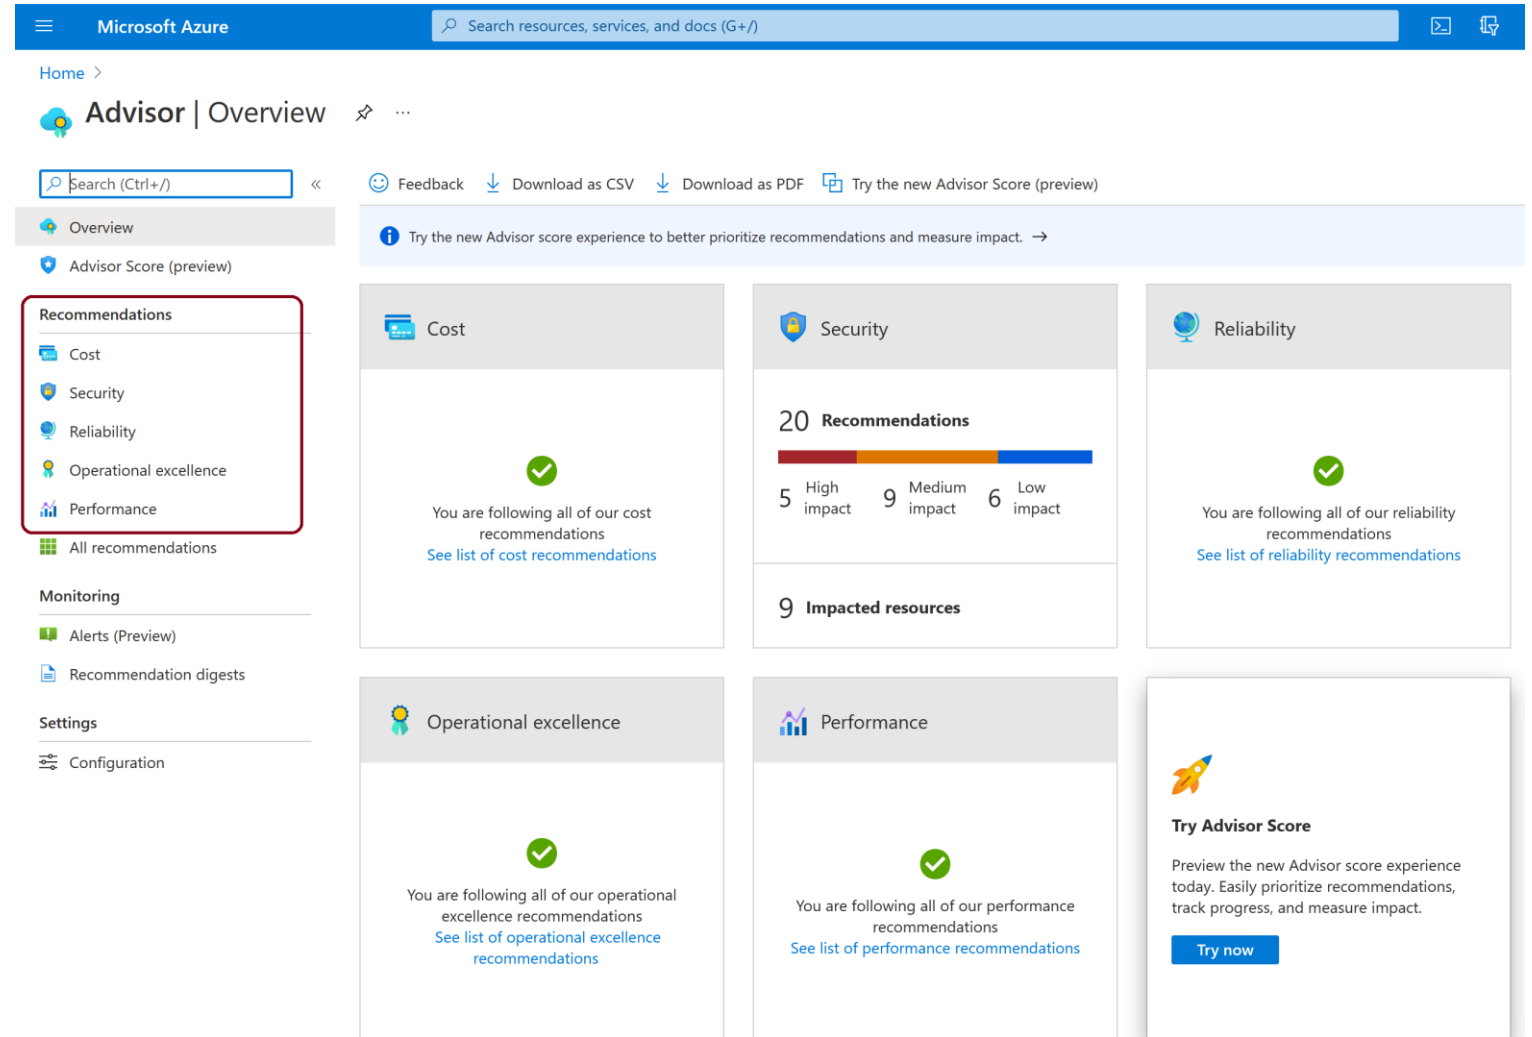 Microsoft Azure
Search resources, services, and docs (G+/)
Home >
Advisor | Overview
Search (Ctrl+/)
«
Overview
Advisor Score (preview)
Recommendations
Cost
Security
Reliability
Operational excellence
Performance
All recommendations
Monitoring
Alerts (Preview)
Recommendation digests
Settings
Configuration
Feedback
Download as CSV
Download as PDF
Try the new Advisor Score (preview)
Try the new Advisor score experience to better prioritize recommendations and measure impact. →
Cost
You are following all of our cost
recommendations
See list of cost recommendations
Security
20 Recommendations
5 High impact
9 Medium impact
6 Low impact
9 Impacted resources
Reliability
You are following all of our reliability
recommendations
See list of reliability recommendations
Operational excellence
You are following all of our operational
excellence recommendations
See list of operational excellence
recommendations
Performance
You are following all of our performance
recommendations
See list of performance recommendations
Try Advisor Score
Preview the new Advisor score experience
today. Easily prioritize recommendations,
track progress, and measure impact.
Try now